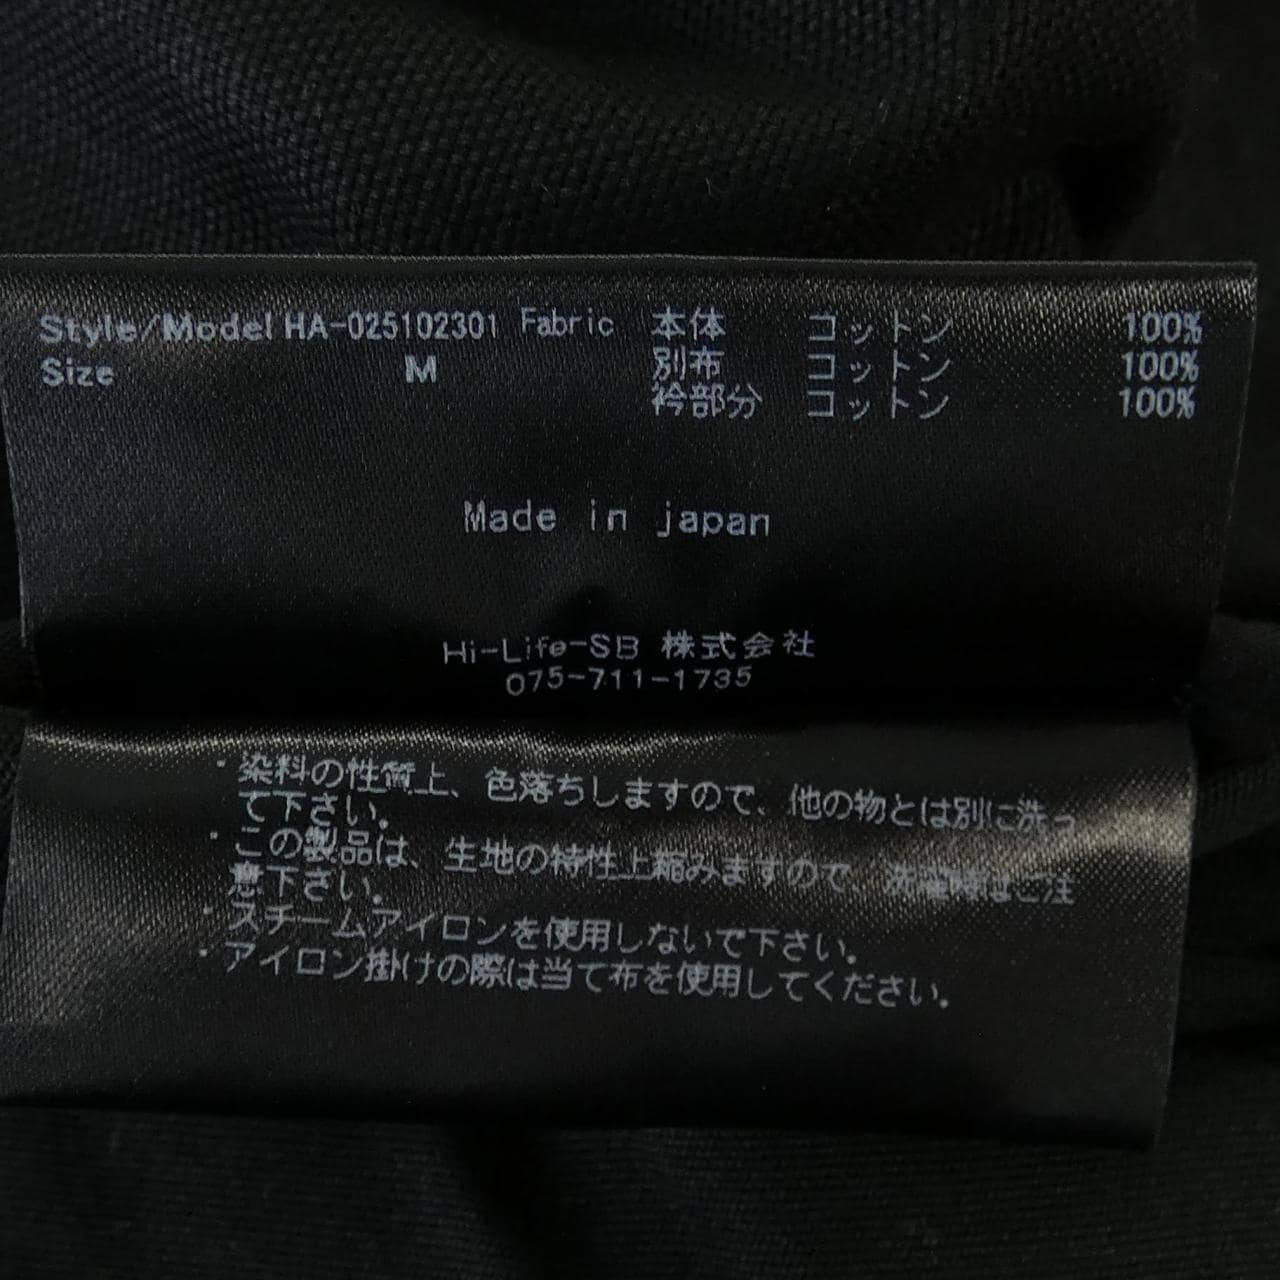 Style/Model HA-025102301 Fabric 本体 コットン 100%
Size M 別布 コットン 100%
衿部分 コットン 100%
Made in japan
Hi-Life-SB 株式会社
075-711-1735
・染料の性質上、色落ちしますので、他の物とは別に洗っ
て下さい。
・この製品は、生地の特性上縮みますので、洗濯時はご注
意下さい。
・スチームアイロンを使用しないで下さい。
・アイロン掛けの際は当て布を使用してください。